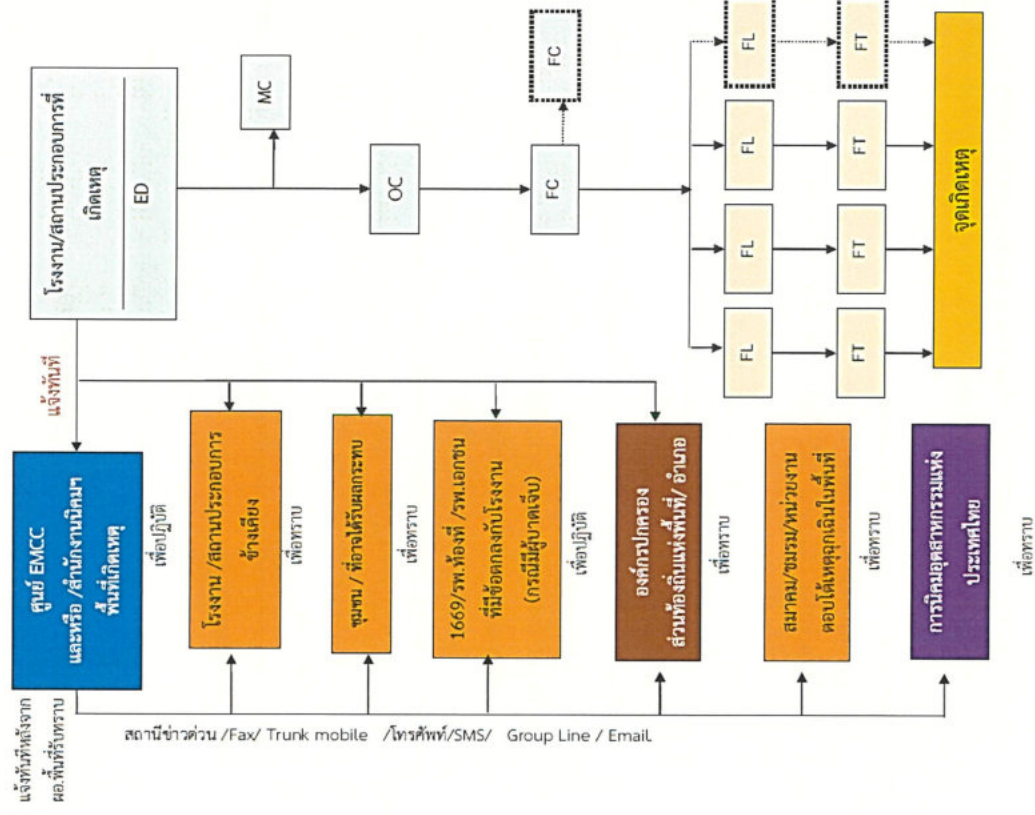 โรงงาน/สถานประกอบการที่
เกิดเหตุ
ED
MC
OC
FC
FC
FL
FL
FL
FL
FT
FT
FT
FT
จุดเกิดเหตุ
แจ้งทันที
ศูนย์ EMCC
และหรือ /สำนักงานนิคมฯ
พื้นที่เกิดเหตุ
เพื่อปฏิบัติ
แจ้งทันทีหลังจาก
ผอ.พื้นที่รับทราบ
โรงงาน /สถานประกอบการ
ข้างเคียง
เพื่อทราบ
ชุมชน / ที่อาจได้รับผลกระทบ
เพื่อทราบ
1669/รพ.ท้องที่ /รพ.เอกชน
ที่มีข้อตกลงกับโรงงาน
(กรณีมีผู้บาดเจ็บ)
เพื่อปฏิบัติ
องค์กรปกครอง
ส่วนท้องถิ่นแห่งพื้นที่/ อำเภอ
เพื่อทราบ
สมาคม/ชมรม/หน่วยงาน
ตอบโต้เหตุฉุกเฉินในพื้นที่
เพื่อทราบ
การนิคมอุตสาหกรรมแห่ง
ประเทศไทย
เพื่อทราบ
สถานีข่าวด่วน /Fax/ Trunk mobile /โทรศัพท์/SMS/ Group Line / Email